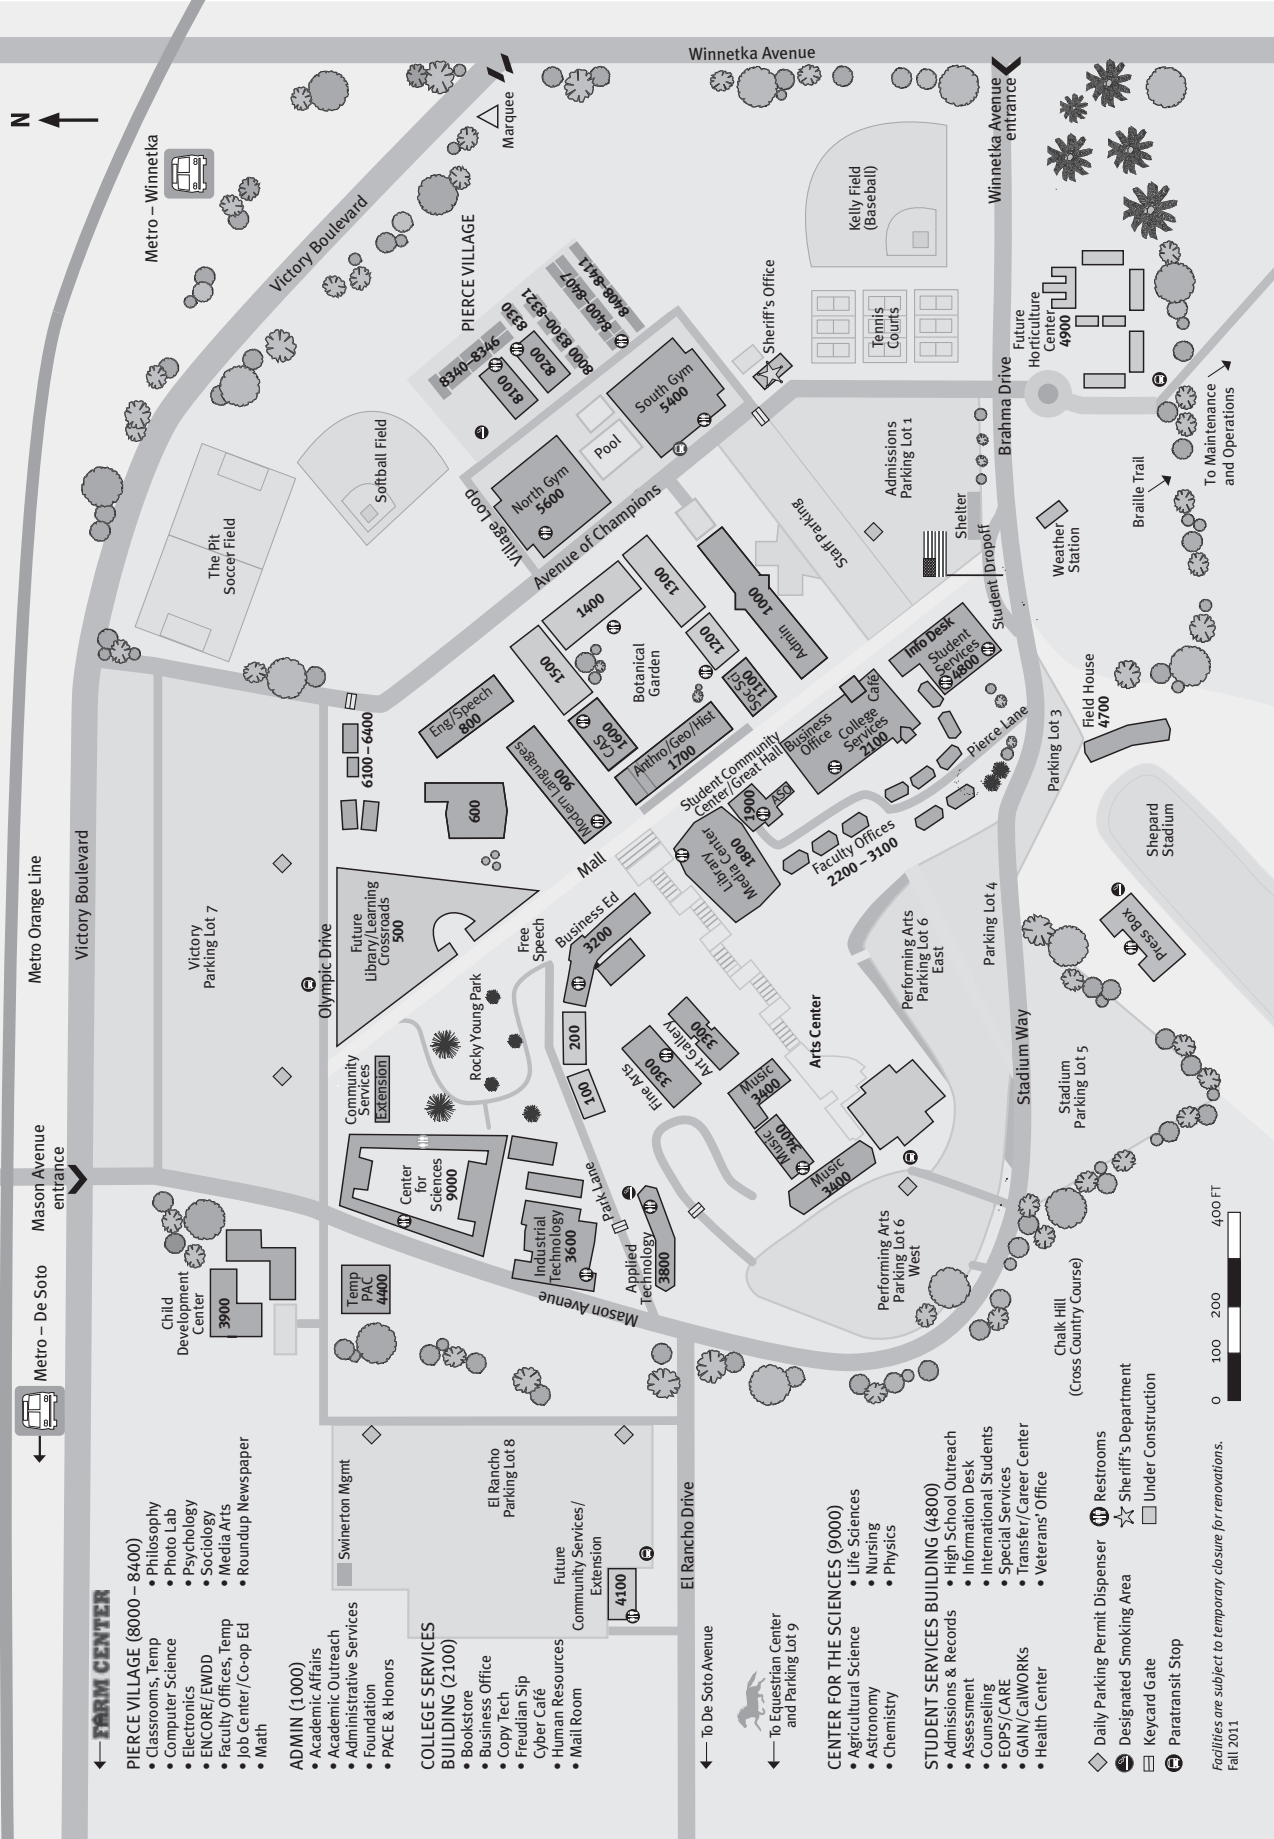 N
Metro – Winnetka
Winnetka Avenue
Victory Boulevard
Marquee
PIERCE VILLAGE
Winnetka Avenue
entrance
Kelly Field
(Baseball)
8340–8346
8330
8300–8321
8000
8400–8407
8408–8411
8100
8200
Sheriff's Office
Tennis
Courts
Future
Horticulture
Center
4900
South Gym
5400
Pool
North Gym
5600
Village Loop
Avenue of Champions
Softball Field
The Pit
Soccer Field
Admissions
Parking Lot 1
Brahma Drive
To Maintenance
and Operations
Braille Trail
Staff Parking
Shelter
Student Dropoff
Weather
Station
1300
1400
1500
1200
Botanical
Garden
Admin
1000
Soc Sci
1100
Info Desk
Student
Services
4800
Eng/Speech
800
CAS
1600
Anthro/Geo/Hist
1700
Modern Languages
900
6100–6400
600
Café
Business
Office
College
Services
2100
Student Community
Center/Great Hall
1900
ASO
Pierce Lane
Parking Lot 3
Field House
4700
Library
Media Center
1800
Faculty Offices
2200–3100
Mall
Shepard
Stadium
Metro Orange Line
Victory Boulevard
Victory
Parking Lot 7
Olympic Drive
Future
Library/Learning
Crossroads
500
Free
Speech
Business Ed
3200
Rocky Young Park
200
100
Performing Arts
Parking Lot 6
East
Parking Lot 4
Press Box
Arts Center
Art Gallery
3300
Fine Arts
3300
Music
3400
Music
3400
Music
3400
Stadium Way
Stadium
Parking Lot 5
Mason Avenue
entrance
Community
Services
Extension
Center
for
Sciences
9000
Park Lane
Industrial
Technology
3600
Applied
Technology
3800
Mason Avenue
Temp
PAC
4400
Child
Development
Center
3900
Performing Arts
Parking Lot 6
West
Chalk Hill
(Cross Country Course)
0 100 200 400 FT
Metro – De Soto
Swinerton Mgmt
El Rancho
Parking Lot 8
Future
Community Services/
Extension
4100
El Rancho Drive
To De Soto Avenue
To Equestrian Center
and Parking Lot 9
FARM CENTER
PIERCE VILLAGE (8000 – 8400)
• Classrooms, Temp
• Computer Science
• Electronics
• ENCORE/EWDD
• Faculty Offices, Temp
• Job Center/Co-op Ed
• Math
• Philosophy
• Photo Lab
• Psychology
• Sociology
• Media Arts
• Roundup Newspaper
ADMIN (1000)
• Academic Affairs
• Academic Outreach
• Administrative Services
• Foundation
• PACE & Honors
COLLEGE SERVICES
BUILDING (2100)
• Bookstore
• Business Office
• Copy Tech
• Freudian Sip
Cyber Café
• Human Resources
• Mail Room
CENTER FOR THE SCIENCES (9000)
• Agricultural Science
• Astronomy
• Chemistry
• Life Sciences
• Nursing
• Physics
STUDENT SERVICES BUILDING (4800)
• Admissions & Records
• Assessment
• Counseling
• EOPS/CARE
• GAIN/CalWORKs
• Health Center
• High School Outreach
• Information Desk
• International Students
• Special Services
• Transfer/Career Center
• Veterans' Office
Daily Parking Permit Dispenser
Designated Smoking Area
Keycard Gate
Paratransit Stop
Restrooms
Sheriff's Department
Under Construction
Facilities are subject to temporary closure for renovations.
Fall 2011